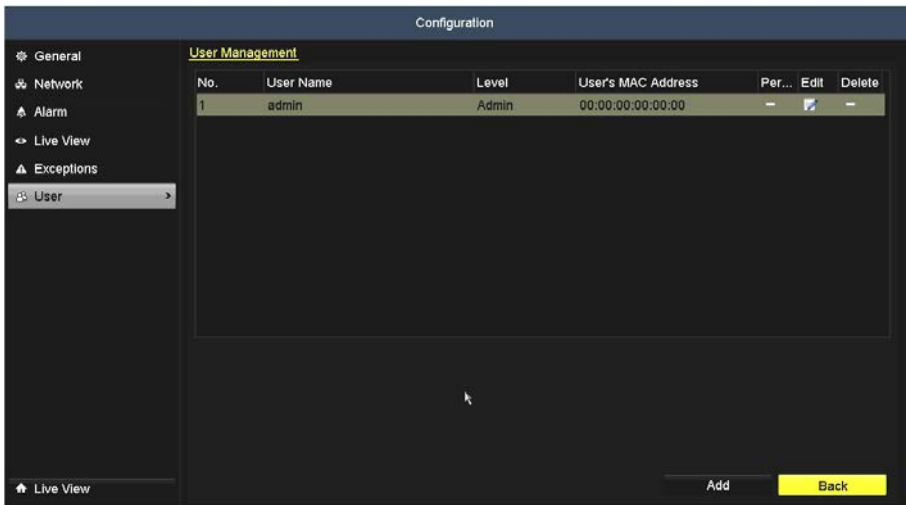 Configuration
General
Network
Alarm
Live View
Exceptions
User
Live View
User Management
No. User Name Level User's MAC Address Per... Edit Delete
1 admin Admin 00:00:00:00:00:00
Add Back